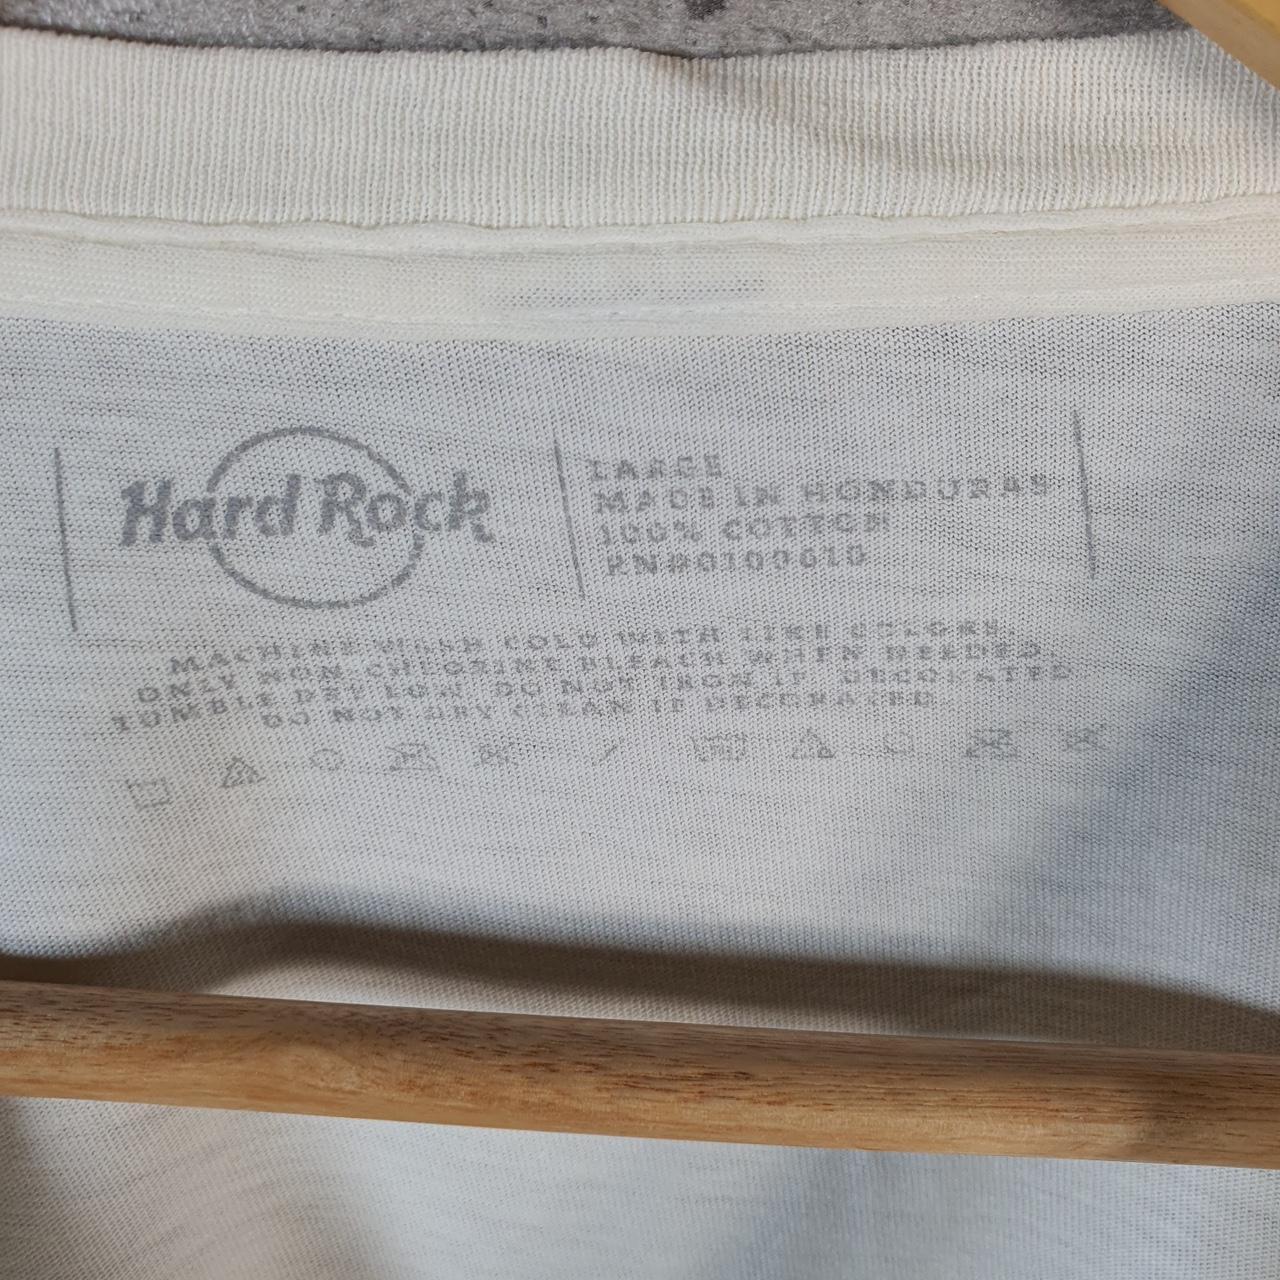 Hard Rock
LARGE
MADE IN HONDURAS
100% COTTON
MACHINE WASH COLD WITH LIKE COLORS.
ONLY NON CHLORINE BLEACH WHEN NEEDED.
TUMBLE DRY LOW. DO NOT IRON IF DECORATED
DO NOT DRY CLEAN IF DECORATED.